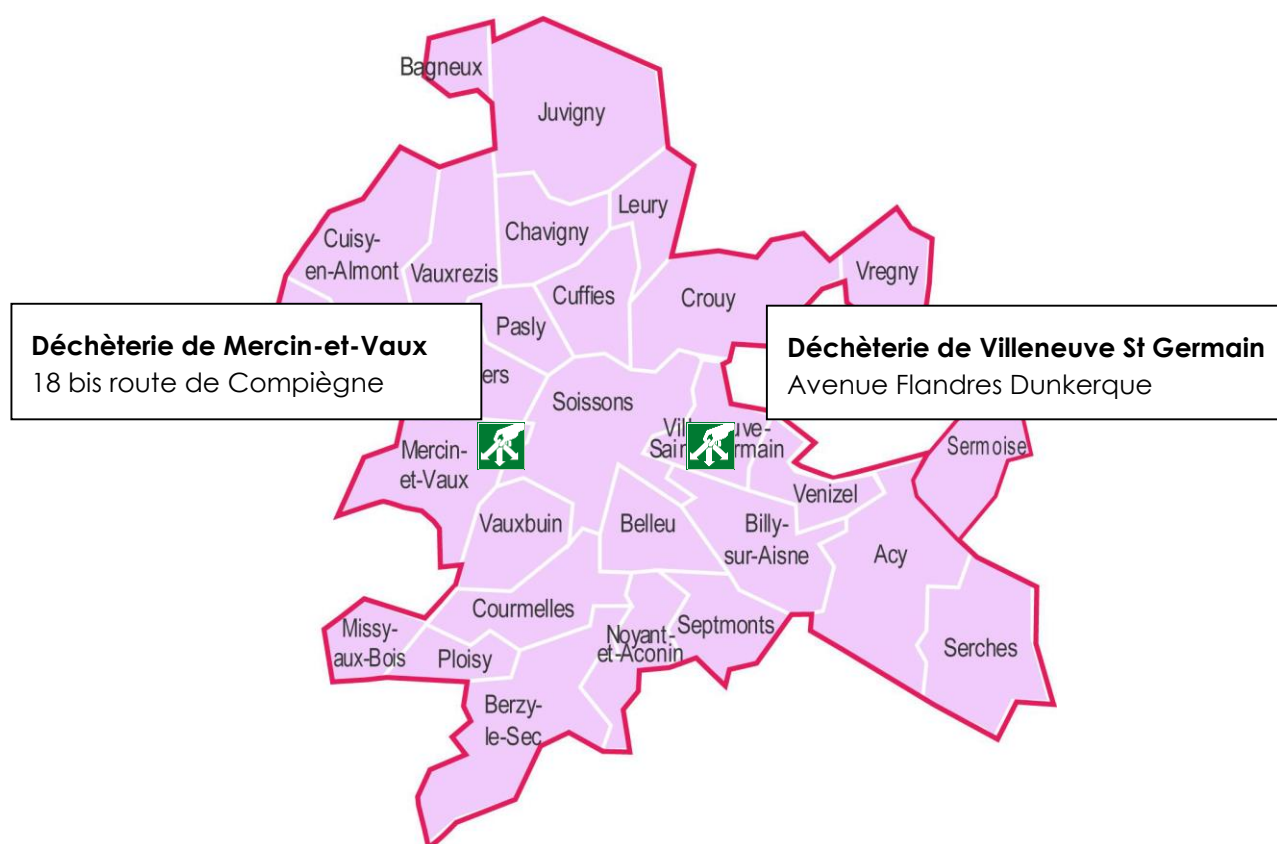 Bagneux
Juvigny
Leury
Chavigny
Cuisy-
en-Almont
Vauxrezis
Vregny
Cuffies
Crouy
Pasly
Déchèterie de Mercin-et-Vaux
18 bis route de Compiègne
Déchèterie de Villeneuve St Germain
Avenue Flandres Dunkerque
ers
Soissons
Mercin-
et-Vaux
Sermoise
Venizel
Vauxbuin
Belleu
Billy-
sur-Aisne
Acy
Courmelles
Missy-
aux-Bois
Ploisy
Noyant-
et-Aconin
Septmonts
Serches
Berzy-
le-Sec